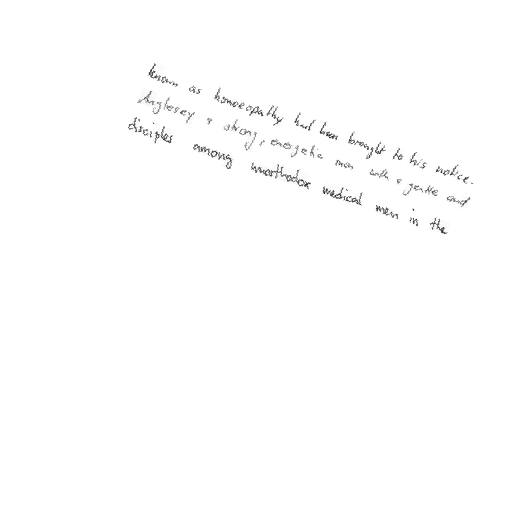 known as homoeopathy had been brought to his notice.
Anglesey a strong, energetic man with a gentle and
disciples among unorthodox medical men in the